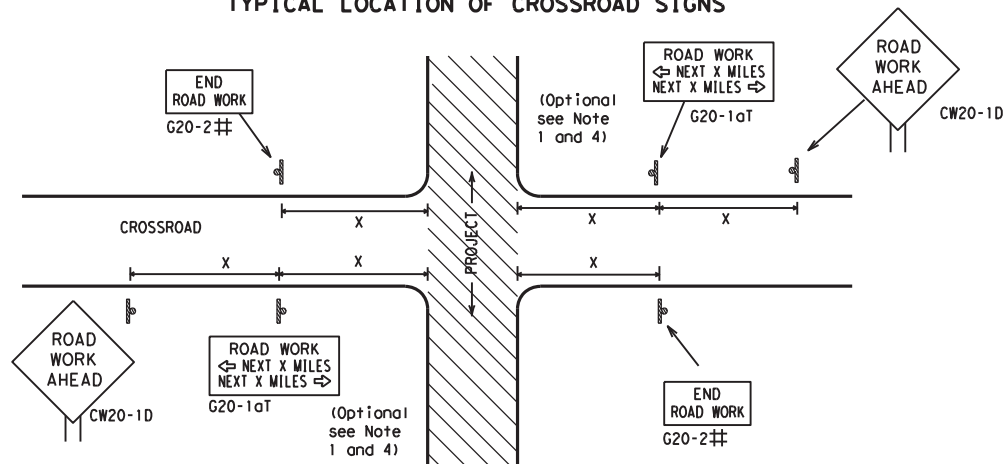 TYPICAL LOCATION OF CROSSROAD SIGNS
END
ROAD WORK
G20-2⌗
(Optional
see Note
1 and 4)
ROAD WORK
⇦ NEXT X MILES
NEXT X MILES ⇨
G20-1aT
ROAD
WORK
AHEAD
CW20-1D
X
X
X
CROSSROAD
PROJECT
X
X
X
ROAD
WORK
AHEAD
CW20-1D
ROAD WORK
⇦ NEXT X MILES
NEXT X MILES ⇨
G20-1aT
(Optional
see Note
1 and 4)
END
ROAD WORK
G20-2⌗